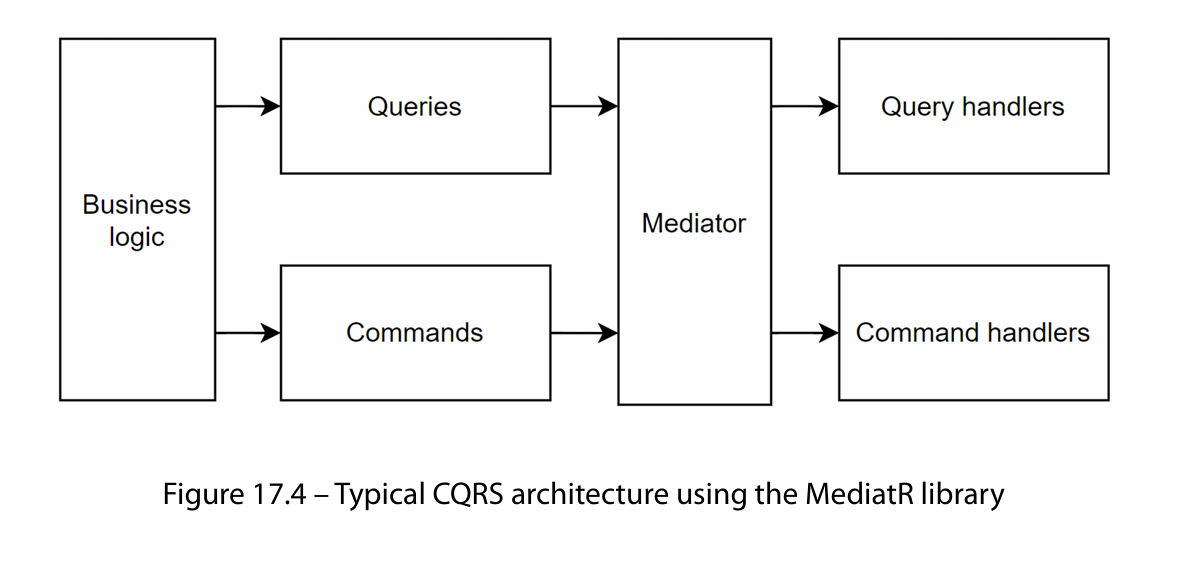 Business
logic
Queries
Commands
Mediator
Query handlers
Command handlers
Figure 17.4 – Typical CQRS architecture using the MediatR library